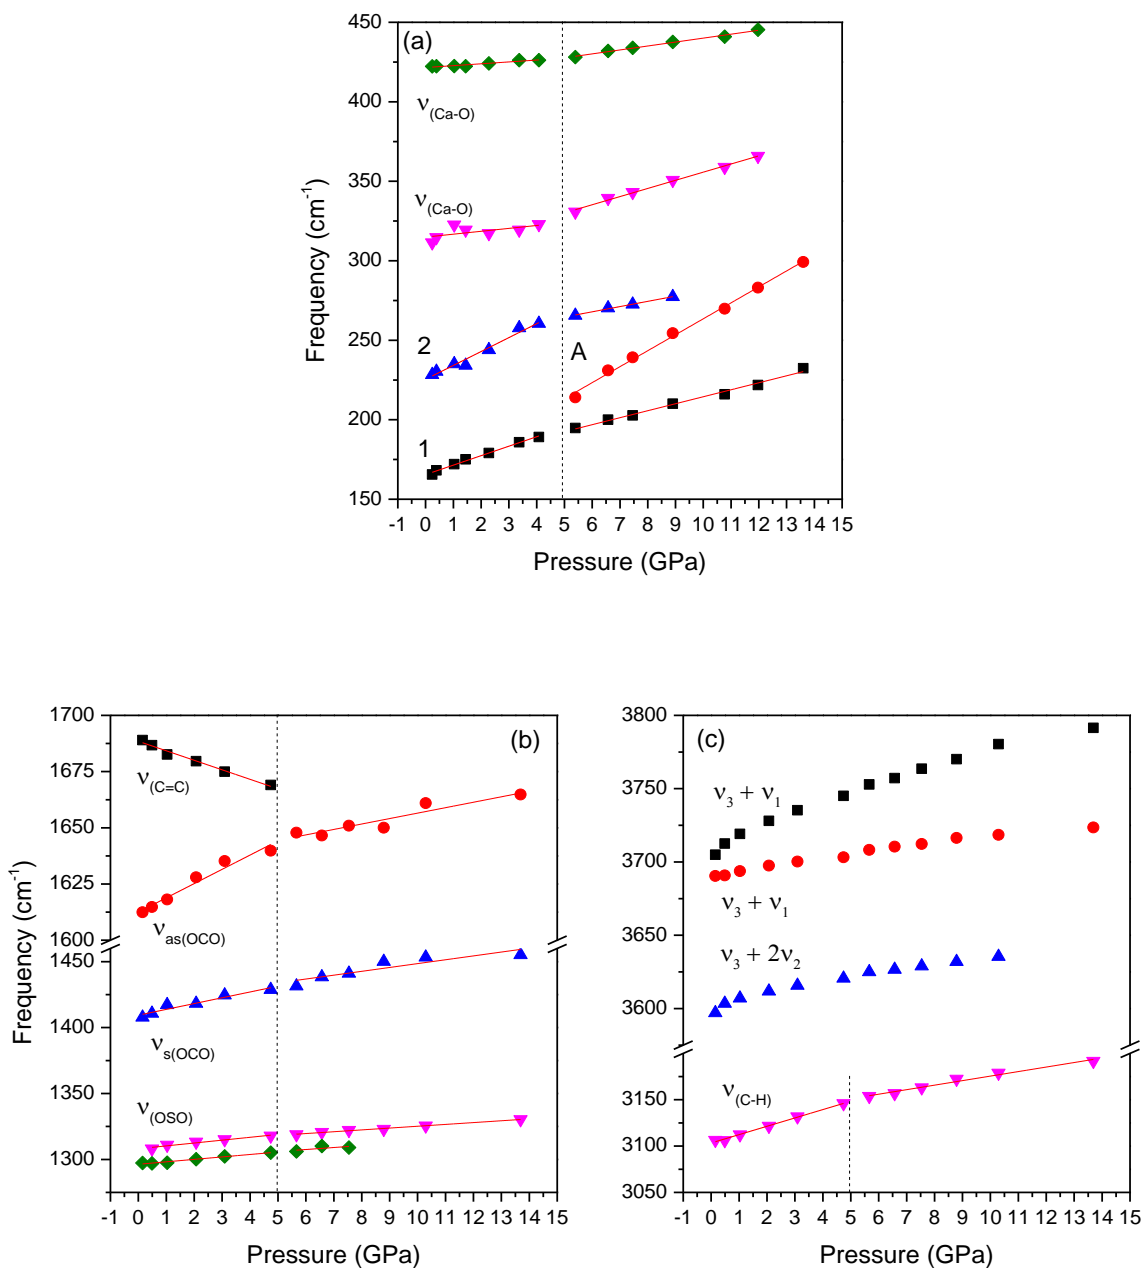 (a)
450
400
350
300
250
200
150
Frequency (cm-1)
ν(Ca-O)
ν(Ca-O)
2
A
1
-1 0 1 2 3 4 5 6 7 8 9 10 11 12 13 14 15
Pressure (GPa)
(b)
1700
1675
1650
1625
1600
1450
1400
1350
1300
Frequency (cm-1)
ν(C=C)
νas(OCO)
νs(OCO)
ν(OSO)
-1 0 1 2 3 4 5 6 7 8 9 10 11 12 13 14 15
Pressure (GPa)
(c)
3800
3750
3700
3650
3600
3150
3100
3050
ν3 + ν1
ν3 + ν1
ν3 + 2ν2
ν(C-H)
-1 0 1 2 3 4 5 6 7 8 9 10 11 12 13 14 15
Pressure (GPa)